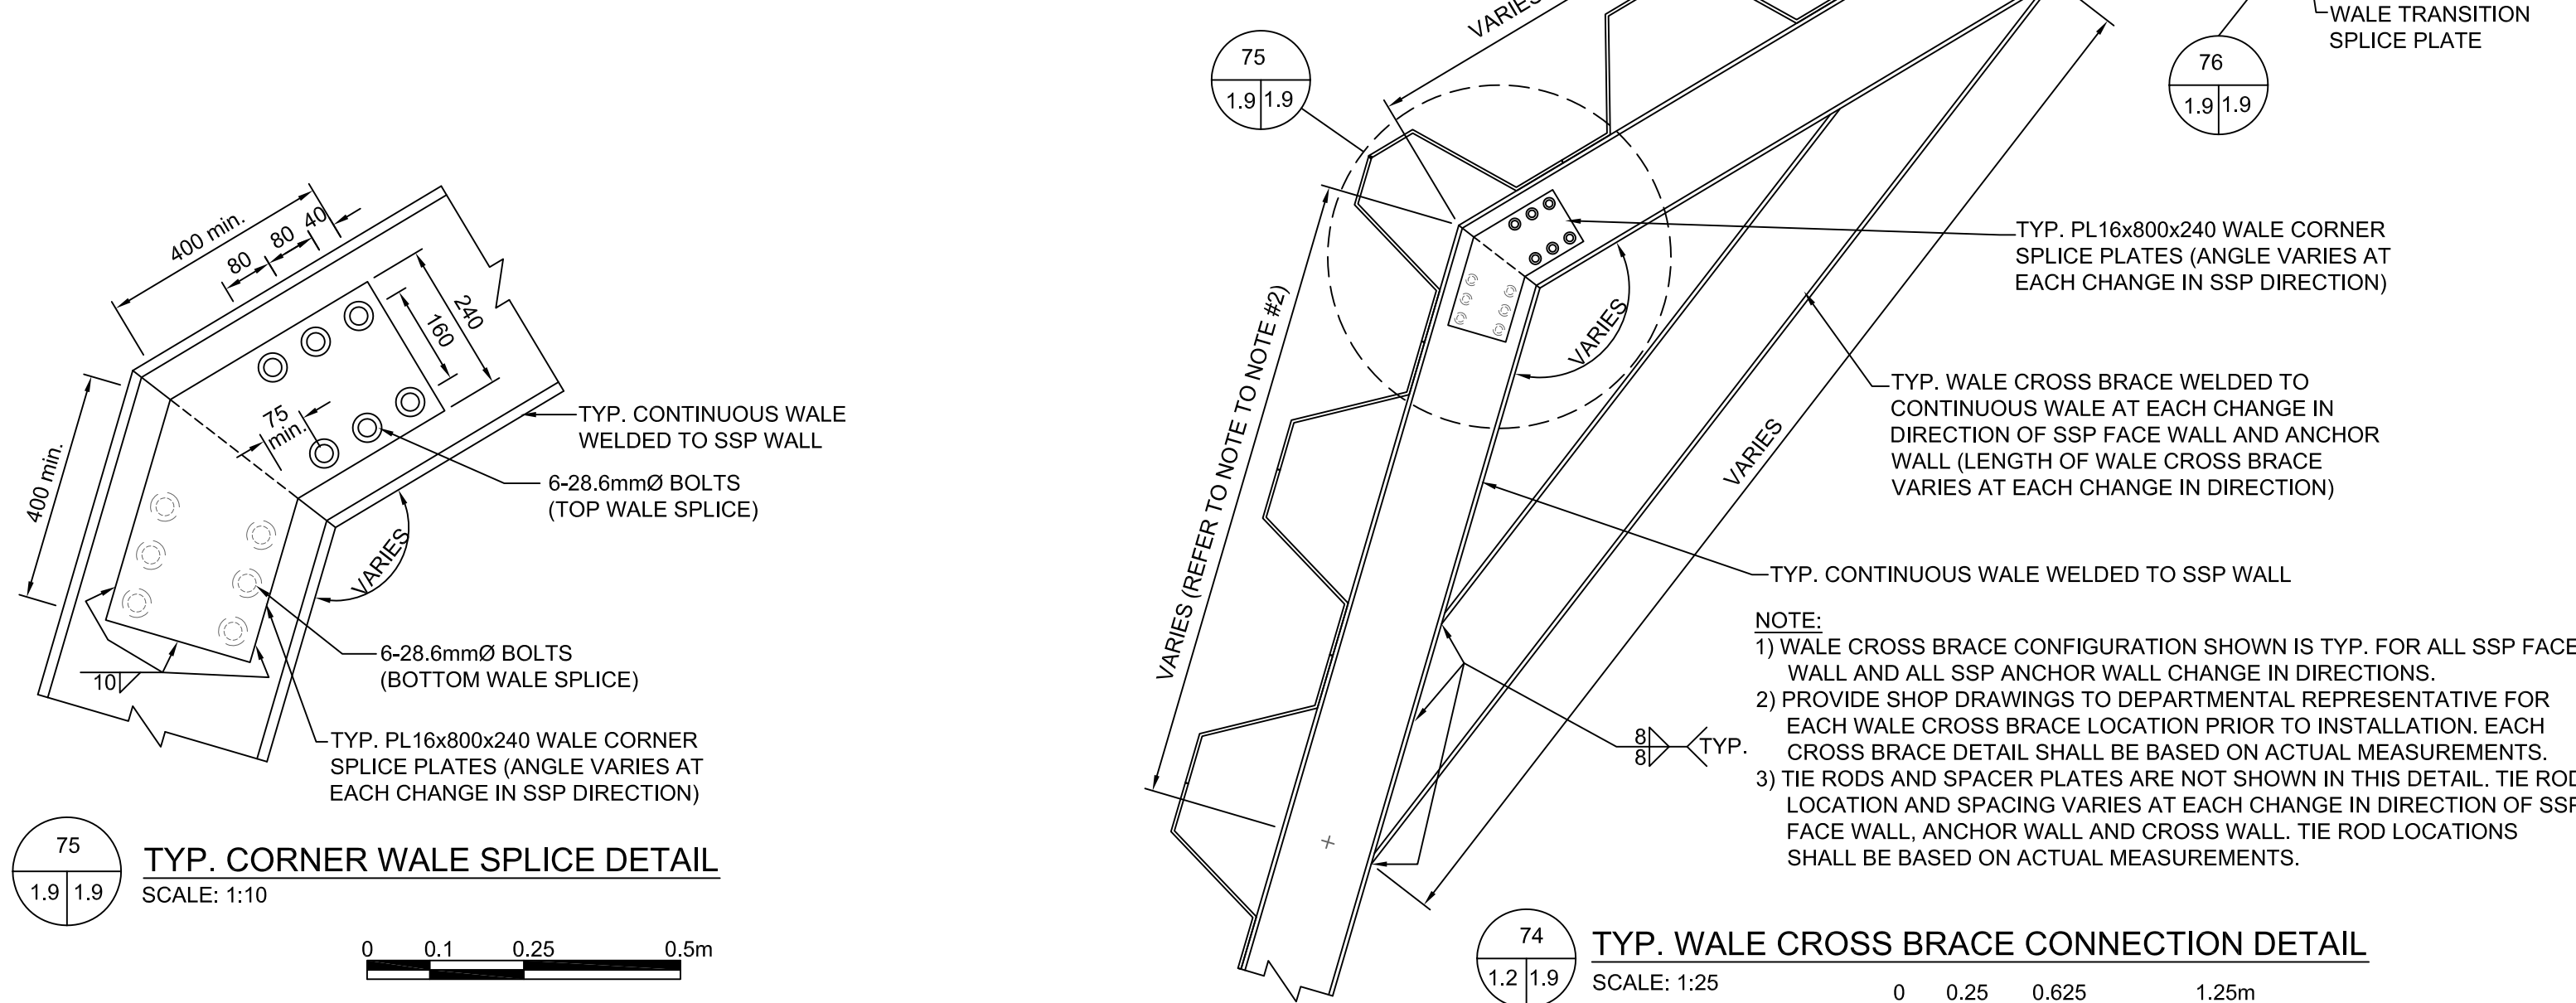 400 min.
80
80
40
240
160
75
min.
400 min.
VARIES
TYP. CONTINUOUS WALE
WELDED TO SSP WALL
6-28.6mmØ BOLTS
(TOP WALE SPLICE)
6-28.6mmØ BOLTS
(BOTTOM WALE SPLICE)
10
TYP. PL16x800x240 WALE CORNER
SPLICE PLATES (ANGLE VARIES AT
EACH CHANGE IN SSP DIRECTION)
75
1.9 1.9
TYP. CORNER WALE SPLICE DETAIL
SCALE: 1:10
0 0.1 0.25 0.5m
VARIES
75
1.9 1.9
WALE TRANSITION
SPLICE PLATE
76
1.9 1.9
TYP. PL16x800x240 WALE CORNER
SPLICE PLATES (ANGLE VARIES AT
EACH CHANGE IN SSP DIRECTION)
VARIES (REFER TO NOTE TO NOTE #2)
VARIES
VARIES
TYP. WALE CROSS BRACE WELDED TO
CONTINUOUS WALE AT EACH CHANGE IN
DIRECTION OF SSP FACE WALL AND ANCHOR
WALL (LENGTH OF WALE CROSS BRACE
VARIES AT EACH CHANGE IN DIRECTION)
TYP. CONTINUOUS WALE WELDED TO SSP WALL
NOTE:
1) WALE CROSS BRACE CONFIGURATION SHOWN IS TYP. FOR ALL SSP FACE
WALL AND ALL SSP ANCHOR WALL CHANGE IN DIRECTIONS.
2) PROVIDE SHOP DRAWINGS TO DEPARTMENTAL REPRESENTATIVE FOR
EACH WALE CROSS BRACE LOCATION PRIOR TO INSTALLATION. EACH
CROSS BRACE DETAIL SHALL BE BASED ON ACTUAL MEASUREMENTS.
3) TIE RODS AND SPACER PLATES ARE NOT SHOWN IN THIS DETAIL. TIE ROD
LOCATION AND SPACING VARIES AT EACH CHANGE IN DIRECTION OF SSP
FACE WALL, ANCHOR WALL AND CROSS WALL. TIE ROD LOCATIONS
SHALL BE BASED ON ACTUAL MEASUREMENTS.
8
8
TYP.
74
1.2 1.9
TYP. WALE CROSS BRACE CONNECTION DETAIL
SCALE: 1:25
0 0.25 0.625 1.25m